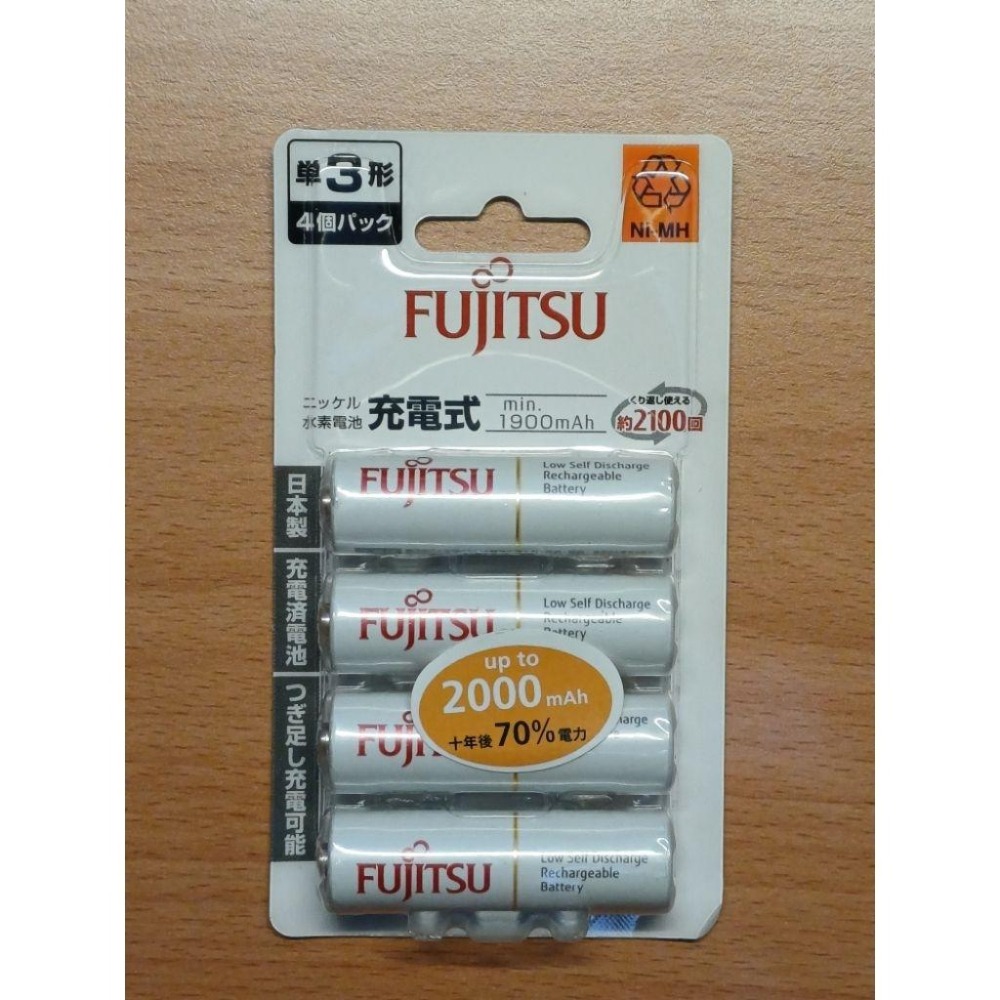 単3形
4個パック
Ni-MH
FUJITSU
ニッケル
水素電池
充電式
min.
1900mAh
くり返し使える
約2100回
日本製
充電済電池
つぎ足し充電可能
FUJITSU
Low Self Discharge
Rechargeable
Battery
FUJITSU
Low Self Discharge
Rechargeable
Battery
up to
2000 mAh
十年後70%電力
FUJITSU
Low Self Discharge
Rechargeable
Battery